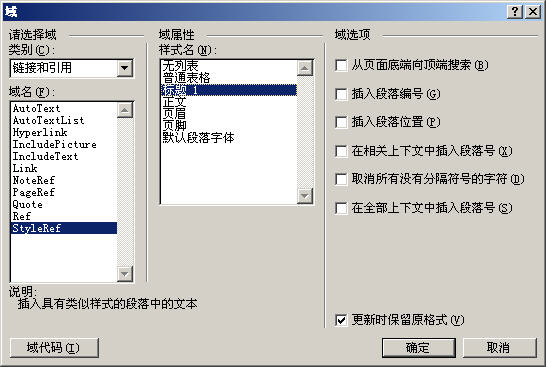 域
请选择域
类别(C):
链接和引用
域名(F):
AutoText
AutoTextList
Hyperlink
IncludePicture
IncludeText
Link
NoteRef
PageRef
Quote
Ref
StyleRef
域属性
样式名(N):
无列表
普通表格
标题 1
正文
页眉
页脚
默认段落字体
域选项
从页面底端向顶端搜索(B)
插入段落编号(G)
插入段落位置(P)
在相关上下文中插入段落号(X)
取消所有没有分隔符号的字符(D)
在全部上下文中插入段落号(S)
更新时保留原格式(V)
说明:
插入具有类似样式的段落中的文本
域代码(I)
确定
取消